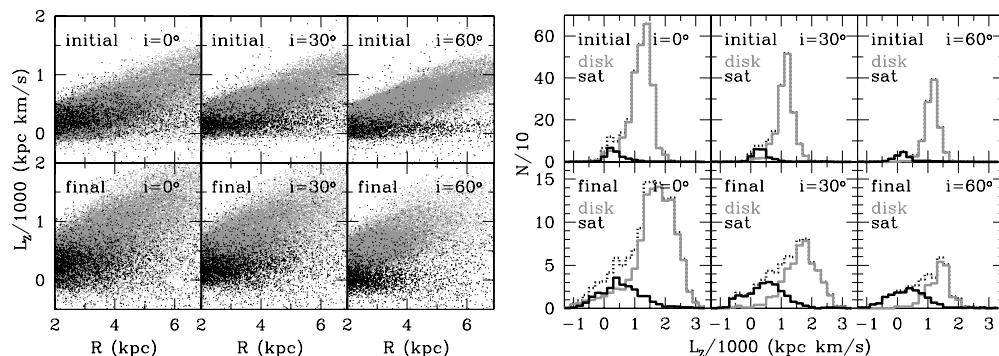 initial i=0°
initial i=30°
initial i=60°
final i=0°
final i=30°
final i=60°
2
1
0
2
1
0
L_z/1000 (kpc km/s)
2 4 6
2 4 6
2 4 6
R (kpc)
R (kpc)
R (kpc)
initial i=0°
disk
sat
initial i=30°
disk
sat
initial i=60°
disk
sat
final i=0°
disk
sat
final i=30°
disk
sat
final i=60°
disk
sat
60
40
20
0
15
10
5
0
N/10
−1 0 1 2 3
−1 0 1 2 3
−1 0 1 2 3
L_z/1000 (kpc km/s)